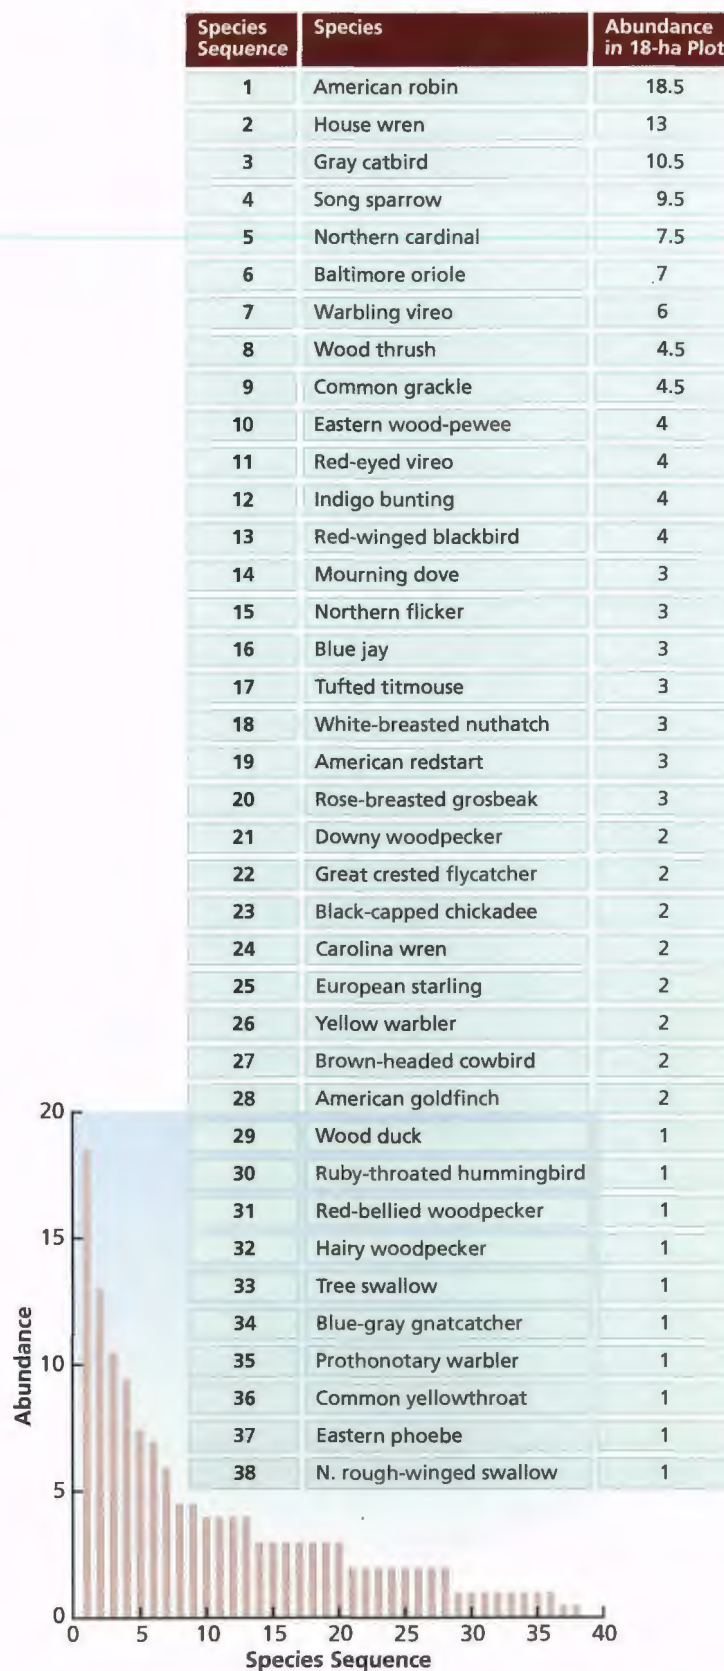 Species Sequence Species Abundance in 18-ha Plot
1 American robin 18.5
2 House wren 13
3 Gray catbird 10.5
4 Song sparrow 9.5
5 Northern cardinal 7.5
6 Baltimore oriole 7
7 Warbling vireo 6
8 Wood thrush 4.5
9 Common grackle 4.5
10 Eastern wood-pewee 4
11 Red-eyed vireo 4
12 Indigo bunting 4
13 Red-winged blackbird 4
14 Mourning dove 3
15 Northern flicker 3
16 Blue jay 3
17 Tufted titmouse 3
18 White-breasted nuthatch 3
19 American redstart 3
20 Rose-breasted grosbeak 3
21 Downy woodpecker 2
22 Great crested flycatcher 2
23 Black-capped chickadee 2
24 Carolina wren 2
25 European starling 2
26 Yellow warbler 2
27 Brown-headed cowbird 2
28 American goldfinch 2
29 Wood duck 1
30 Ruby-throated hummingbird 1
31 Red-bellied woodpecker 1
32 Hairy woodpecker 1
33 Tree swallow 1
34 Blue-gray gnatcatcher 1
35 Prothonotary warbler 1
36 Common yellowthroat 1
37 Eastern phoebe 1
38 N. rough-winged swallow 1
20
15
10
5
0
Abundance
0 5 10 15 20 25 30 35 40
Species Sequence